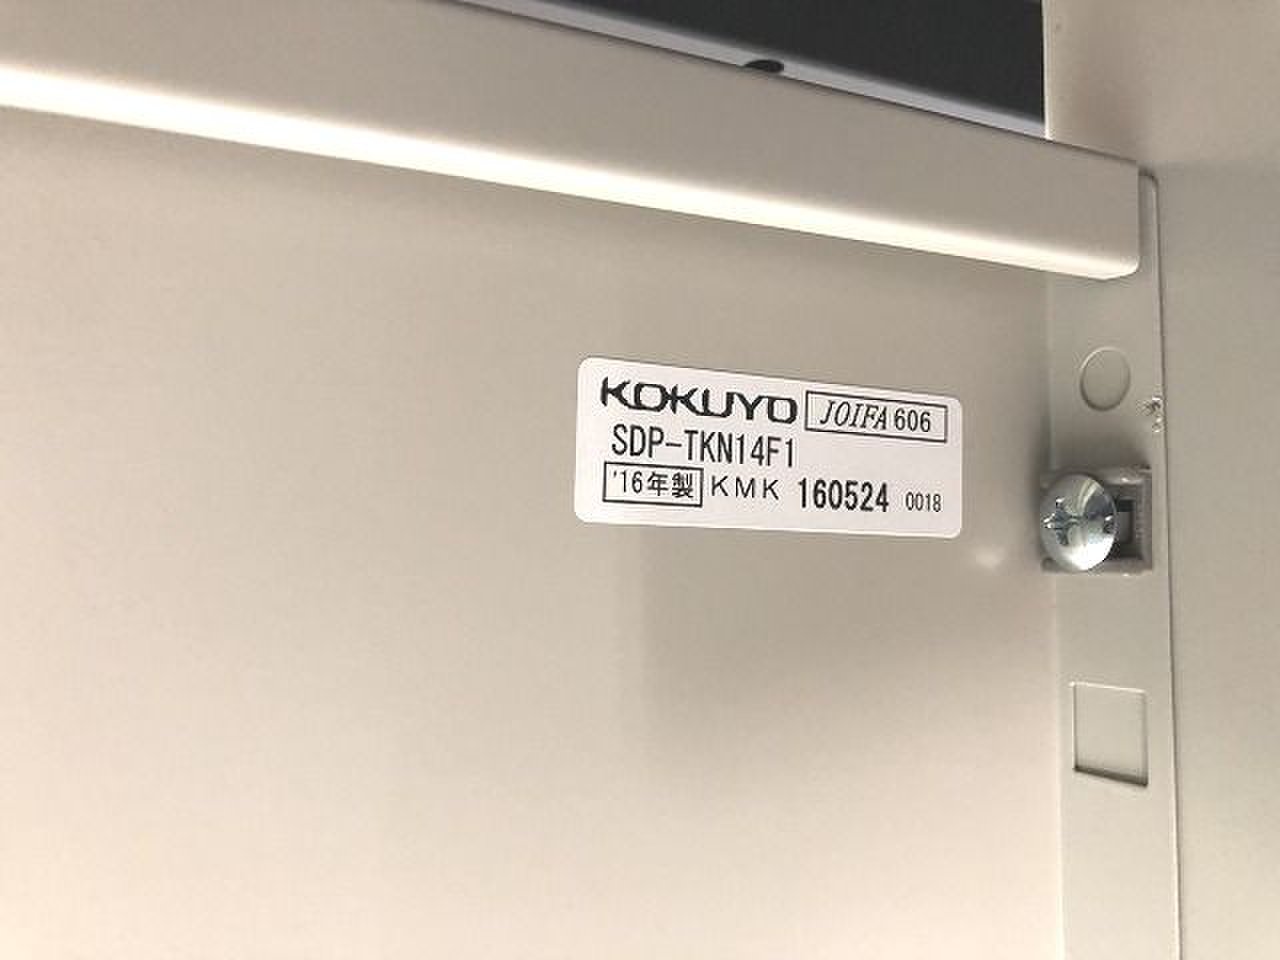 KOKUYO JOIFA 606
SDP-TKN14F1
'16年製 KMK 160524 0018